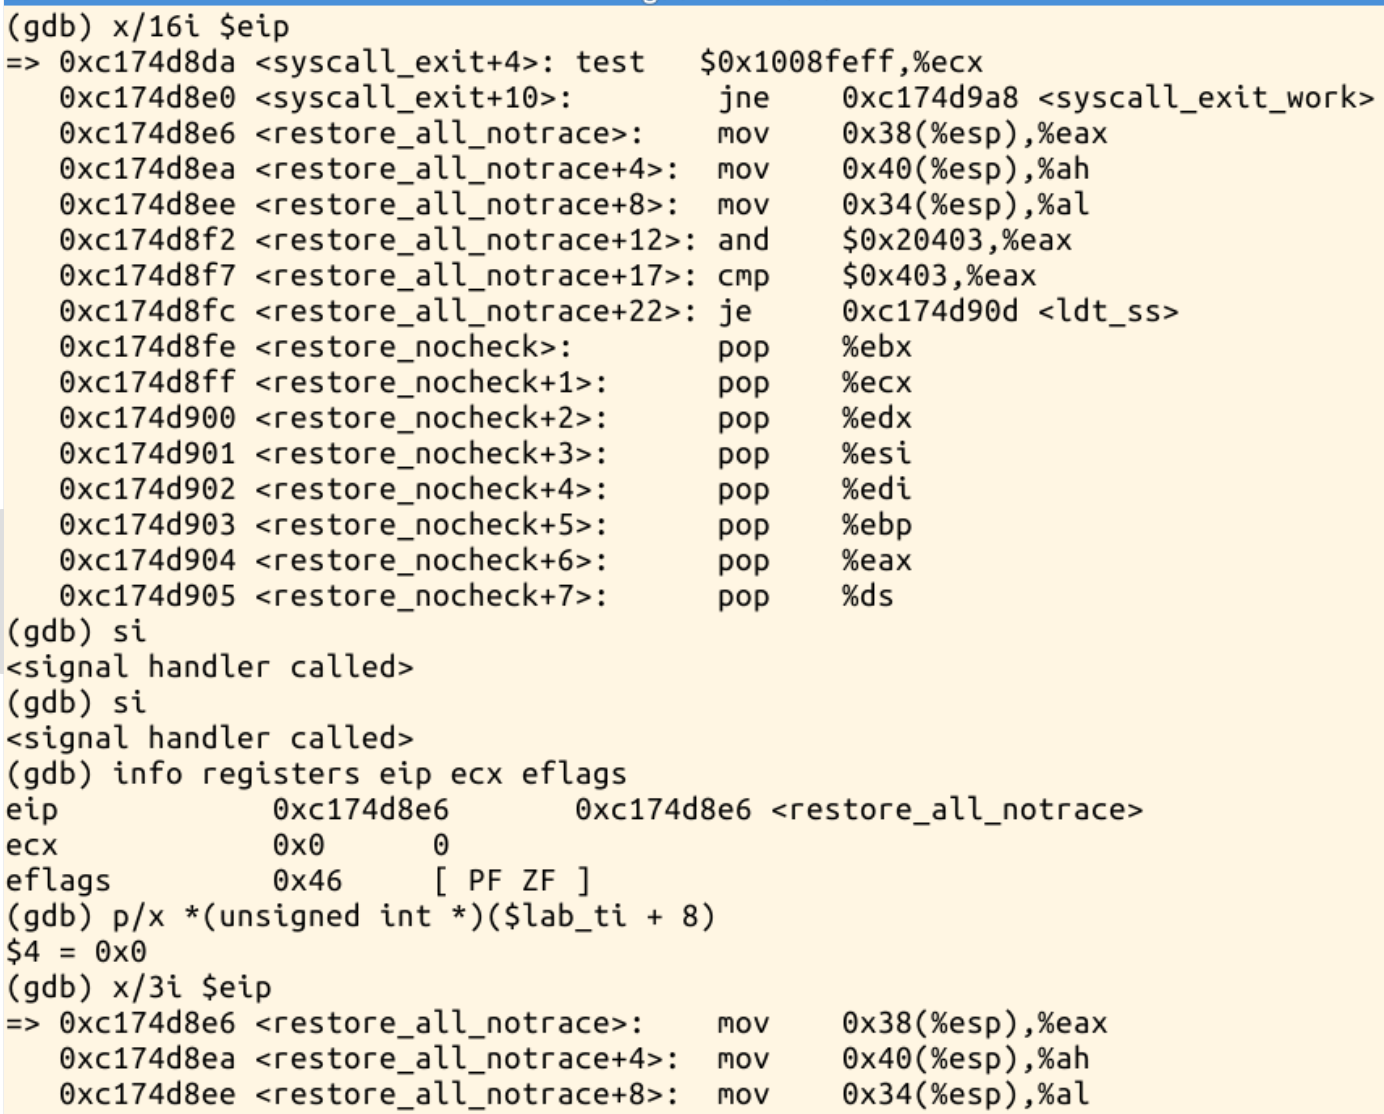 (gdb) x/16i $eip
=> 0xc174d8da <syscall_exit+4>: test   $0x1008feff,%ecx
   0xc174d8e0 <syscall_exit+10>:        jne    0xc174d9a8 <syscall_exit_work>
   0xc174d8e6 <restore_all_notrace>:    mov    0x38(%esp),%eax
   0xc174d8ea <restore_all_notrace+4>:  mov    0x40(%esp),%ah
   0xc174d8ee <restore_all_notrace+8>:  mov    0x34(%esp),%al
   0xc174d8f2 <restore_all_notrace+12>: and    $0x20403,%eax
   0xc174d8f7 <restore_all_notrace+17>: cmp    $0x403,%eax
   0xc174d8fc <restore_all_notrace+22>: je     0xc174d90d <ldt_ss>
   0xc174d8fe <restore_nocheck>:        pop    %ebx
   0xc174d8ff <restore_nocheck+1>:      pop    %ecx
   0xc174d900 <restore_nocheck+2>:      pop    %edx
   0xc174d901 <restore_nocheck+3>:      pop    %esi
   0xc174d902 <restore_nocheck+4>:      pop    %edi
   0xc174d903 <restore_nocheck+5>:      pop    %ebp
   0xc174d904 <restore_nocheck+6>:      pop    %eax
   0xc174d905 <restore_nocheck+7>:      pop    %ds
(gdb) si
<signal handler called>
(gdb) si
<signal handler called>
(gdb) info registers eip ecx eflags
eip            0xc174d8e6       0xc174d8e6 <restore_all_notrace>
ecx            0x0      0
eflags         0x46     [ PF ZF ]
(gdb) p/x *(unsigned int *)($lab_ti + 8)
$4 = 0x0
(gdb) x/3i $eip
=> 0xc174d8e6 <restore_all_notrace>:    mov    0x38(%esp),%eax
   0xc174d8ea <restore_all_notrace+4>:  mov    0x40(%esp),%ah
   0xc174d8ee <restore_all_notrace+8>:  mov    0x34(%esp),%al